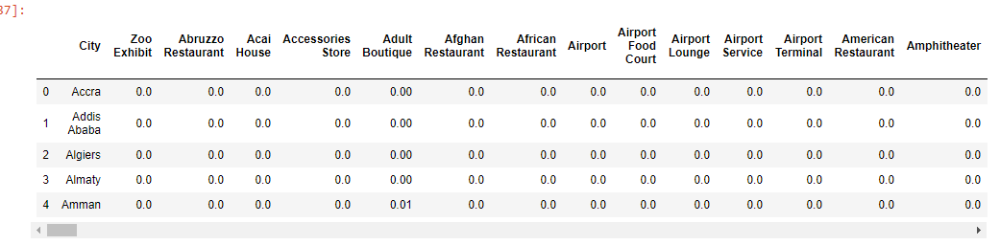 37]:
City Zoo Exhibit Abruzzo Restaurant Acai House Accessories Store Adult Boutique Afghan Restaurant African Restaurant Airport Airport Food Court Airport Lounge Airport Service Airport Terminal American Restaurant Amphitheater
0 Accra 0.0 0.0 0.0 0.0 0.00 0.0 0.0 0.0 0.0 0.0 0.0 0.0 0.0 0.0
1 Addis Ababa 0.0 0.0 0.0 0.0 0.00 0.0 0.0 0.0 0.0 0.0 0.0 0.0 0.0 0.0
2 Algiers 0.0 0.0 0.0 0.0 0.00 0.0 0.0 0.0 0.0 0.0 0.0 0.0 0.0 0.0
3 Almaty 0.0 0.0 0.0 0.0 0.00 0.0 0.0 0.0 0.0 0.0 0.0 0.0 0.0 0.0
4 Amman 0.0 0.0 0.0 0.0 0.01 0.0 0.0 0.0 0.0 0.0 0.0 0.0 0.0 0.0